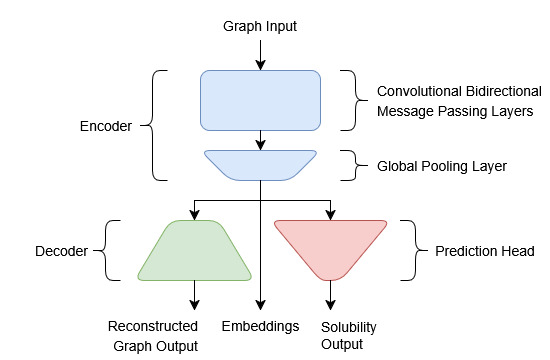 Graph Input
Encoder
Convolutional Bidirectional
Message Passing Layers
Global Pooling Layer
Decoder
Prediction Head
Reconstructed
Graph Output
Embeddings
Solubility
Output